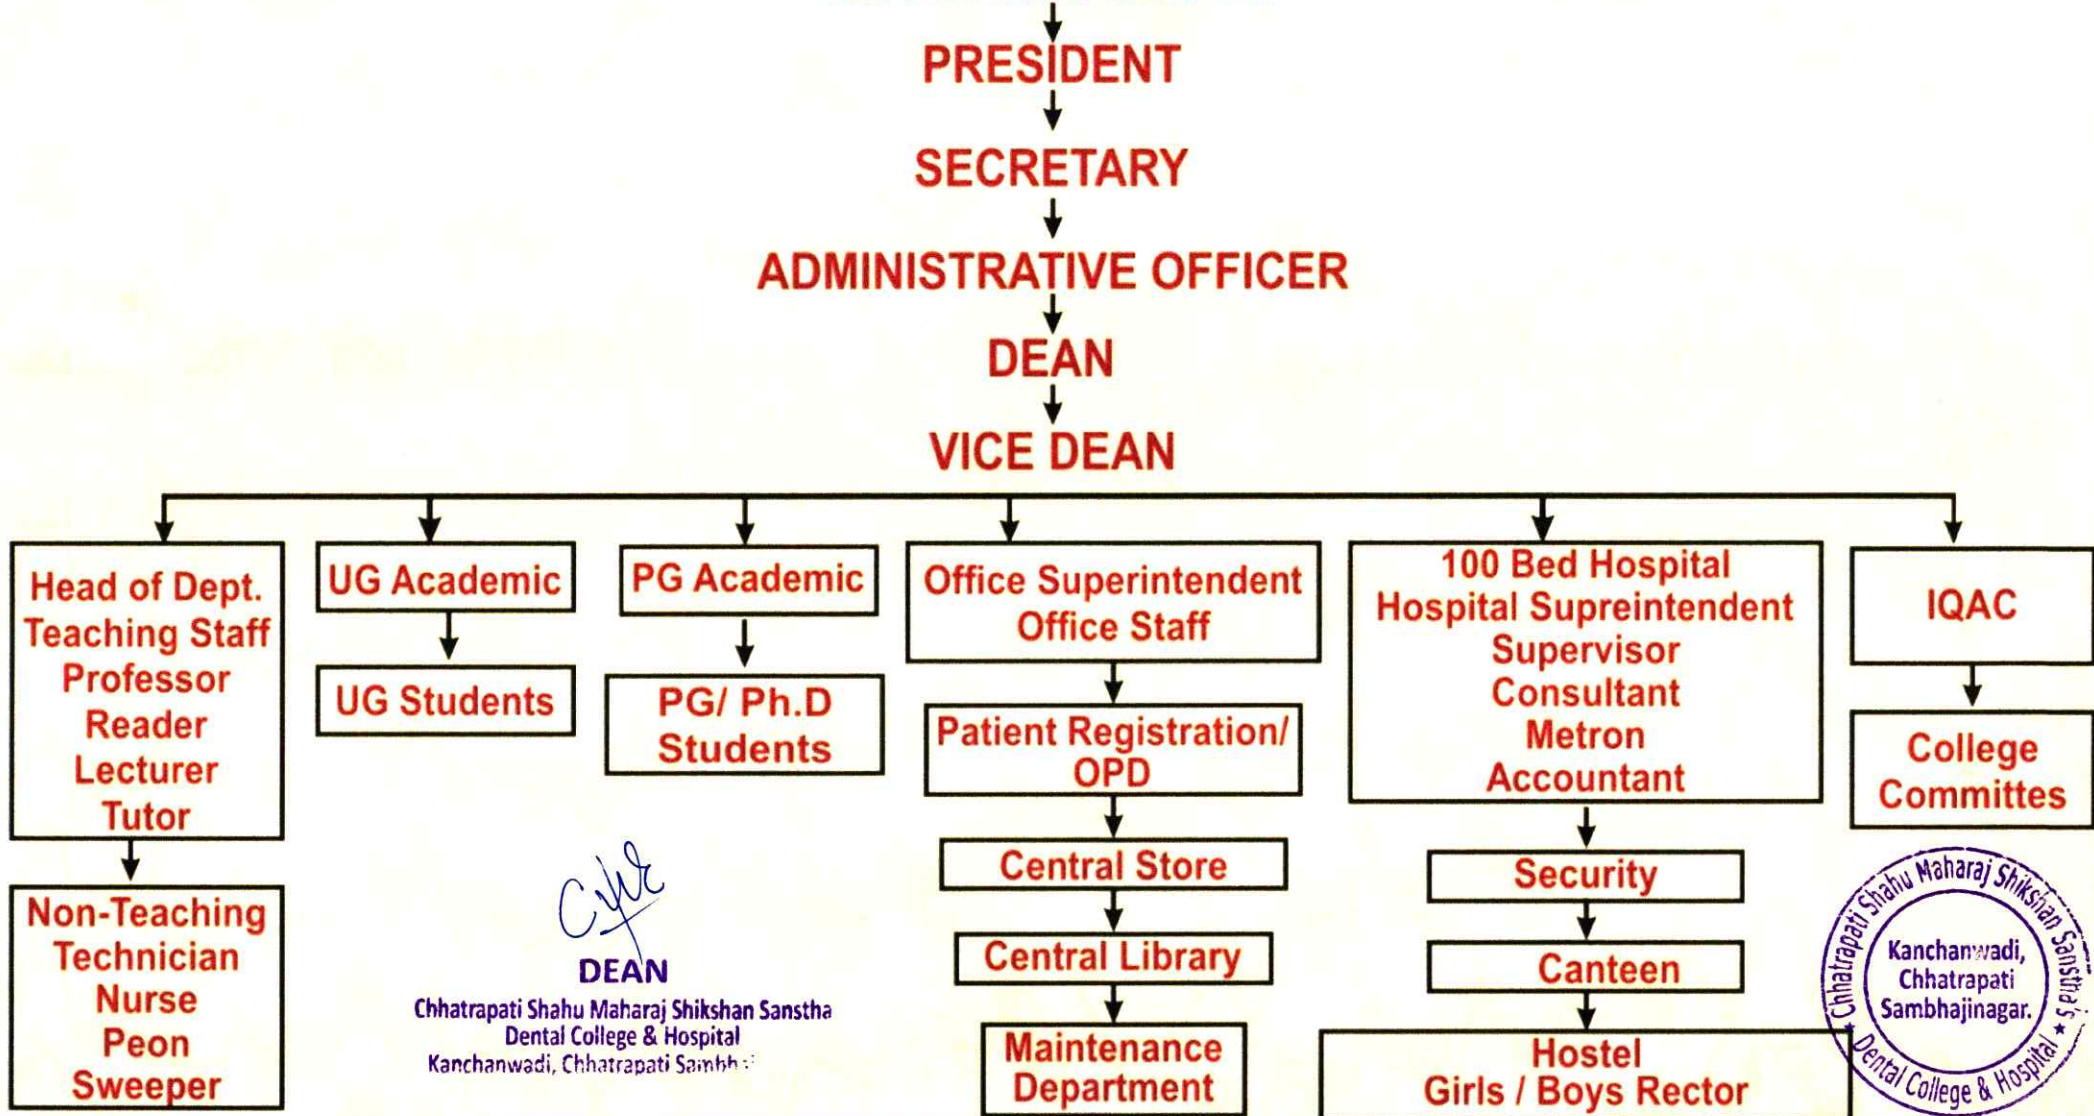 PRESIDENT
SECRETARY
ADMINISTRATIVE OFFICER
DEAN
VICE DEAN
Head of Dept.
Teaching Staff
Professor
Reader
Lecturer
Tutor
Non-Teaching
Technician
Nurse
Peon
Sweeper
UG Academic
UG Students
PG Academic
PG/ Ph.D
Students
Office Superintendent
Office Staff
Patient Registration/
OPD
Central Store
Central Library
Maintenance
Department
100 Bed Hospital
Hospital Supreintendent
Supervisor
Consultant
Metron
Accountant
Security
Canteen
Hostel
Girls / Boys Rector
IQAC
College
Committes
DEAN
Chhatrapati Shahu Maharaj Shikshan Sanstha
Dental College & Hospital
Kanchanwadi, Chhatrapati
Chhatrapati Shahu Maharaj Shikshan Sanstha's
Dental College & Hospital
Kanchanwadi,
Chhatrapati
Sambhajinagar.